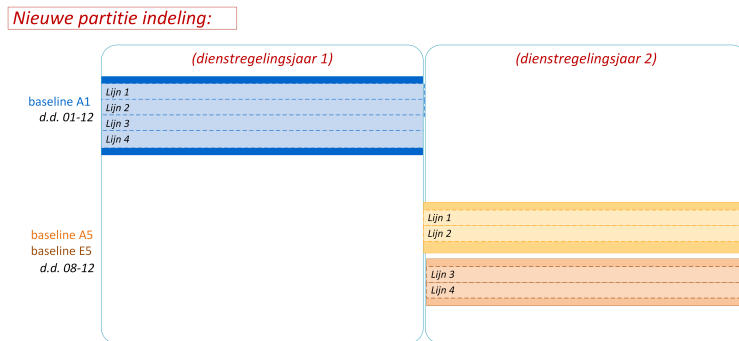 Nieuwe partitie indeling:
(dienstregelingsjaar 1)
(dienstregelingsjaar 2)
baseline A1
d.d. 01-12
Lijn 1
Lijn 2
Lijn 3
Lijn 4
baseline A5
baseline E5
d.d. 08-12
Lijn 1
Lijn 2
Lijn 3
Lijn 4